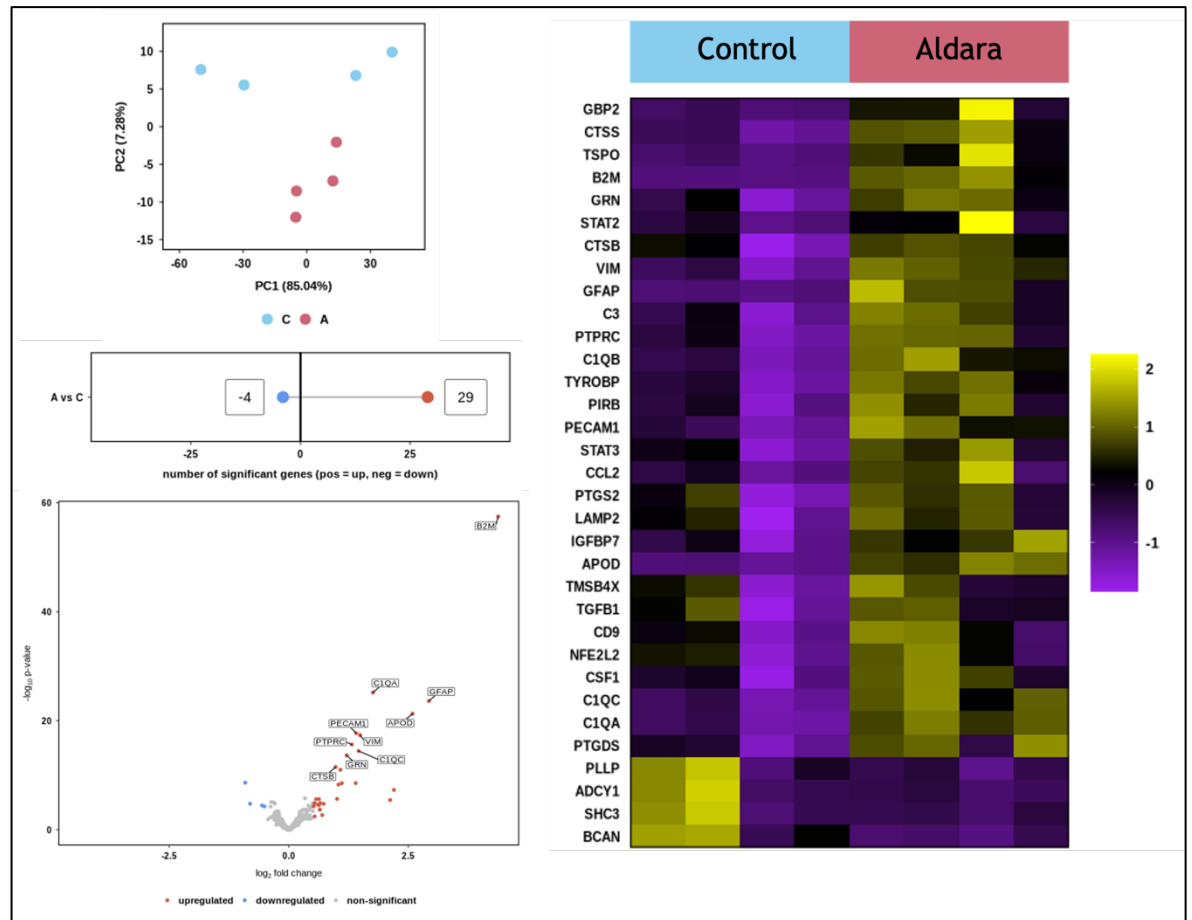 10
5
0
-5
-10
-15
PC2 (7.28%)
-60 -30 0 30
PC1 (85.04%)
C A
A vs C
-4 29
-25 0 25
number of significant genes (pos = up, neg = down)
60
40
20
0
-log10 p-value
B2M
C1QA
GFAP
APOD
PECAM1
VIM
PTPRC
C1QC
GRN
CTSB
-2.5 0.0 2.5
log2 fold change
upregulated downregulated non-significant
Control Aldara
GBP2
CTSS
TSPO
B2M
GRN
STAT2
CTSB
VIM
GFAP
C3
PTPRC
C1QB
TYROBP
PIRB
PECAM1
STAT3
CCL2
PTGS2
LAMP2
IGFBP7
APOD
TMSB4X
TGFB1
CD9
NFE2L2
CSF1
C1QC
C1QA
PTGDS
PLLP
ADCY1
SHC3
BCAN
2
1
0
-1